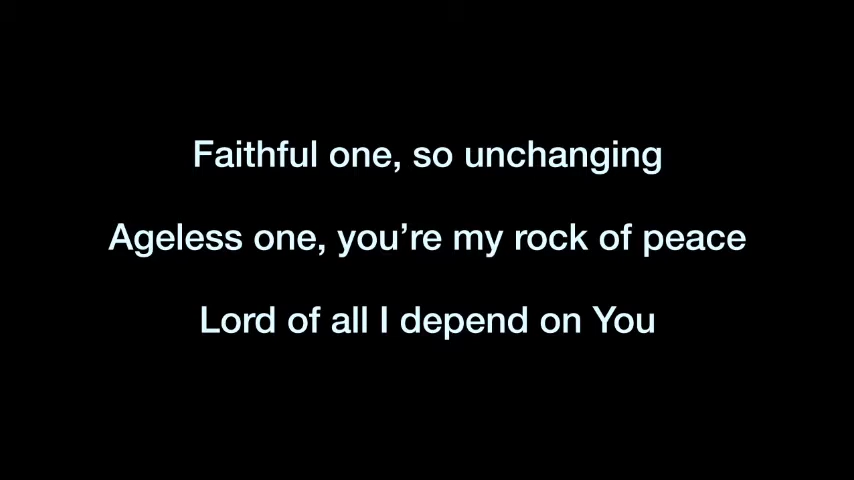 Faithful one, so unchanging
Ageless one, you’re my rock of peace
Lord of all I depend on You